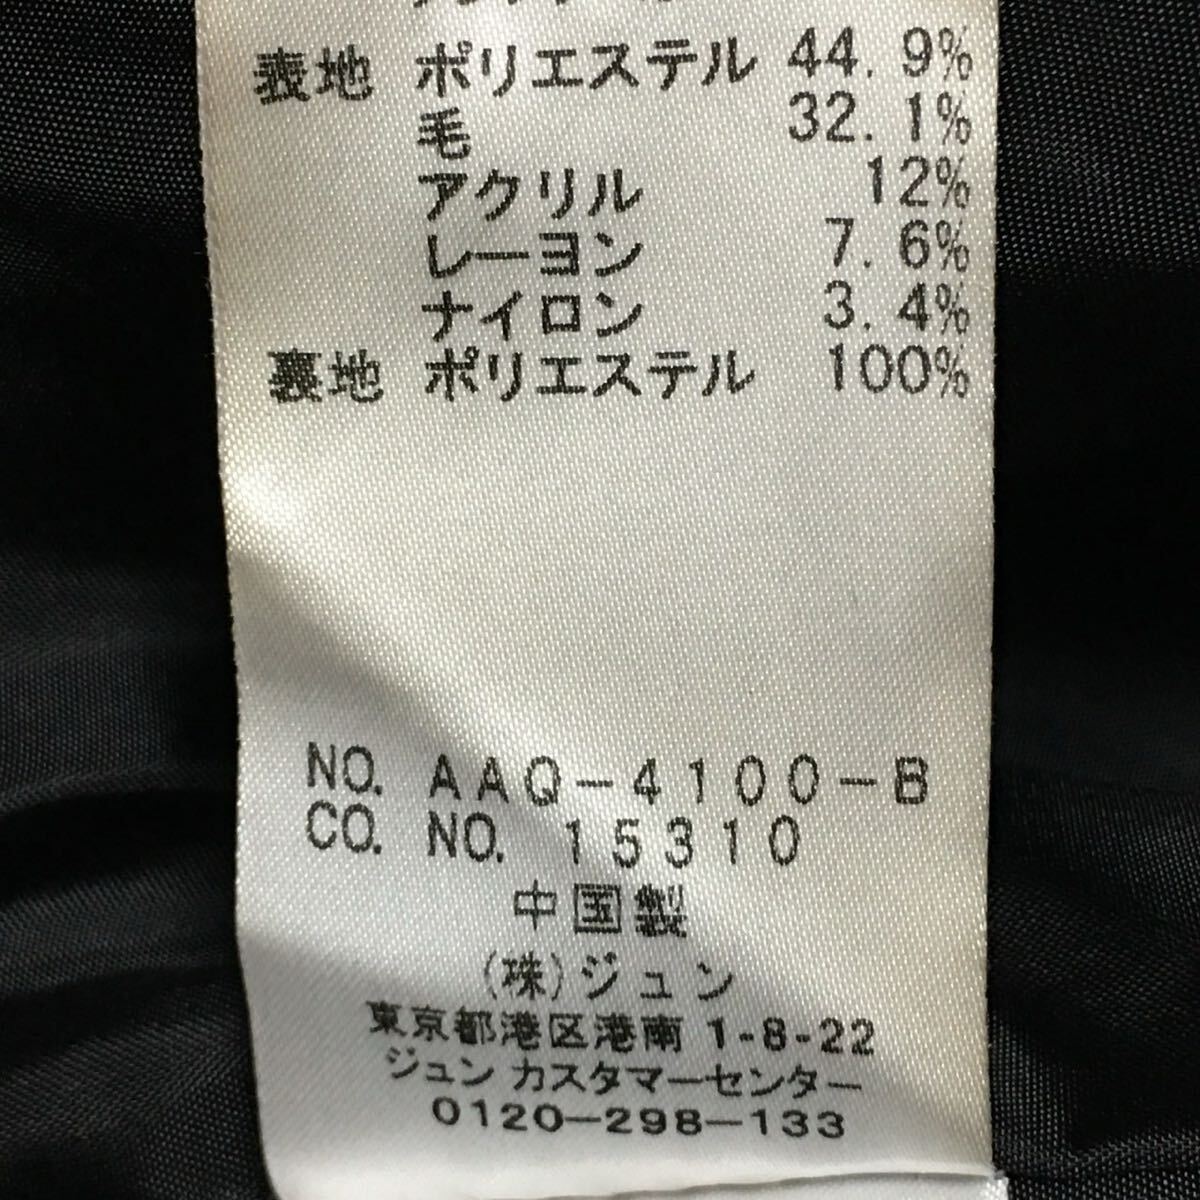 表地 ポリエステル 44.9%
毛 32.1%
アクリル 12%
レーヨン 7.6%
ナイロン 3.4%
裏地 ポリエステル 100%
NO. AAQ-4100-B
CO. NO. 15310
中国製
(株)ジュン
東京都港区港南 1-8-22
ジュン カスタマーセンター
0120-298-133